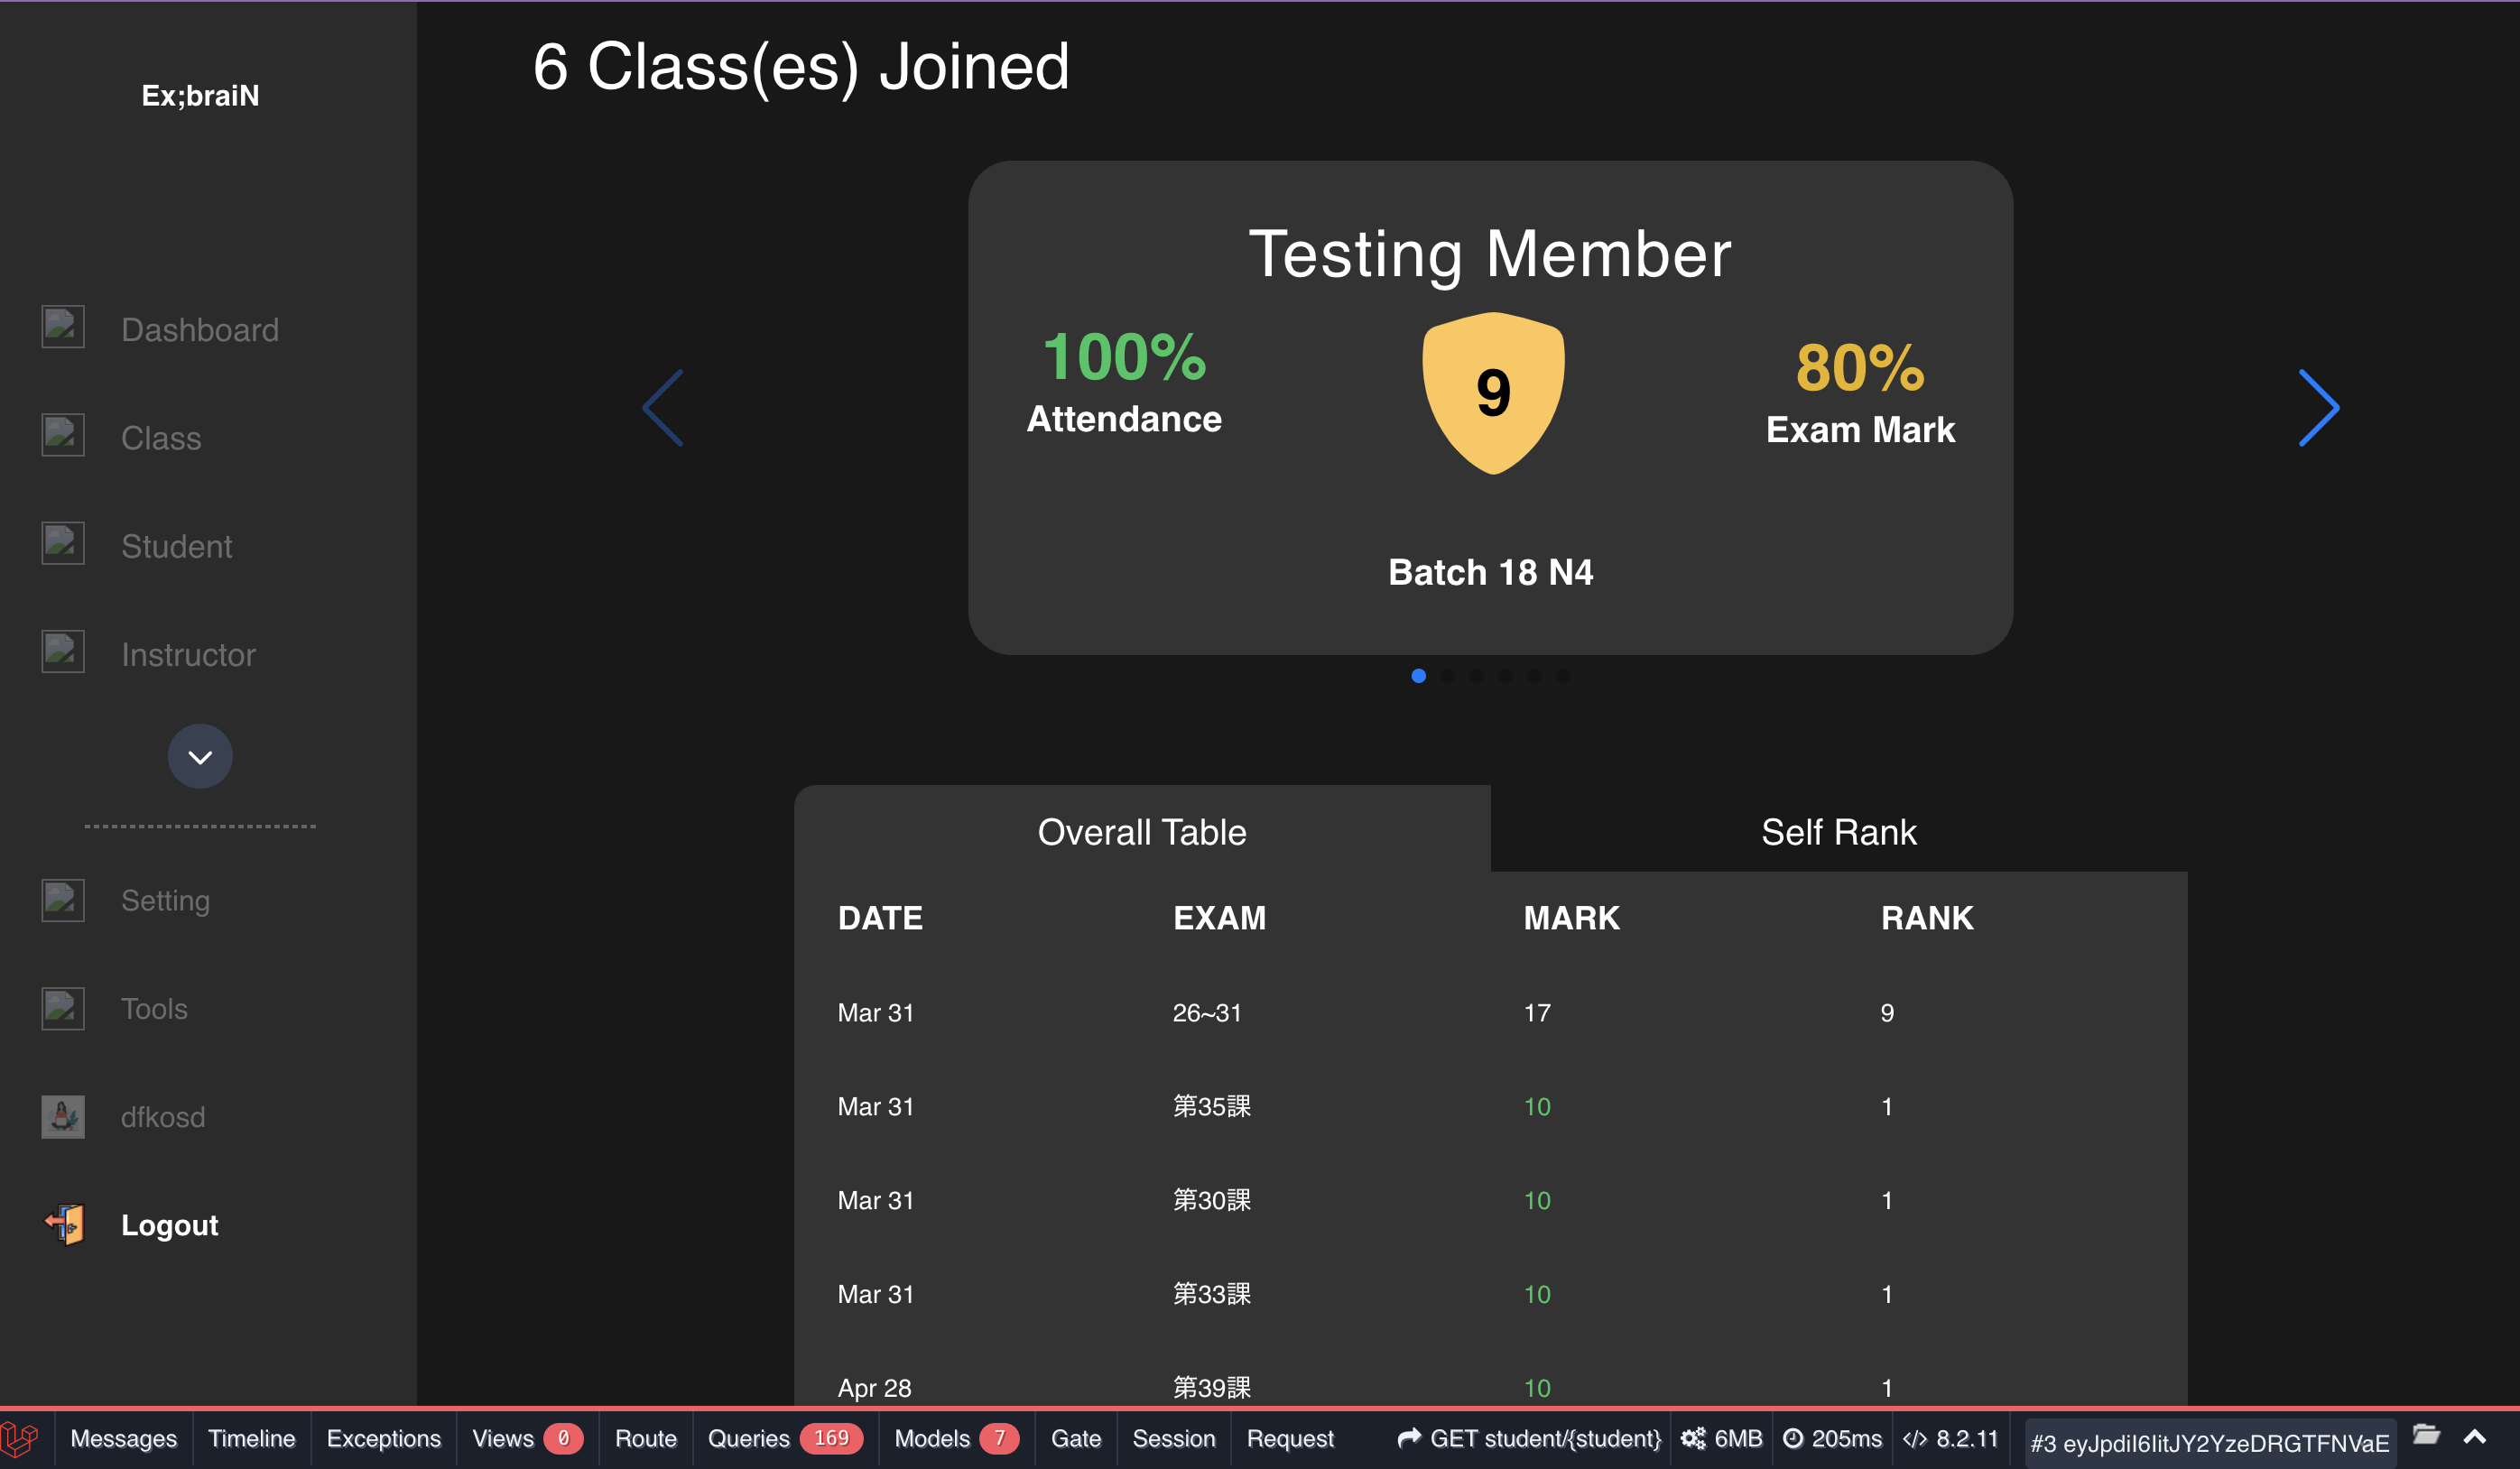 Ex;braiN
Dashboard
Class
Student
Instructor
Setting
Tools
dfkosd
Logout
6 Class(es) Joined
Testing Member
100%
Attendance
9
80%
Exam Mark
Batch 18 N4
Overall Table
Self Rank
DATE EXAM MARK RANK
Mar 31 26~31 17 9
Mar 31 第35課 10 1
Mar 31 第30課 10 1
Mar 31 第33課 10 1
Apr 28 第39課 10 1
Messages Timeline Exceptions Views 0 Route Queries 169 Models 7 Gate Session Request GET student/{student} 6MB 205ms 8.2.11 #3 eyJpdiI6IitJY2YzeDRGTFNVaE